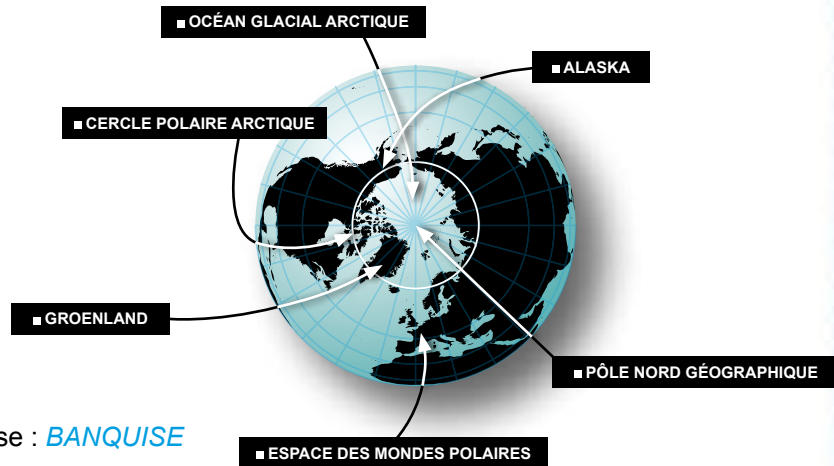 ■ OCÉAN GLACIAL ARCTIQUE
■ ALASKA
■ CERCLE POLAIRE ARCTIQUE
■ GROENLAND
■ PÔLE NORD GÉOGRAPHIQUE
se : BANQUISE
■ ESPACE DES MONDES POLAIRES